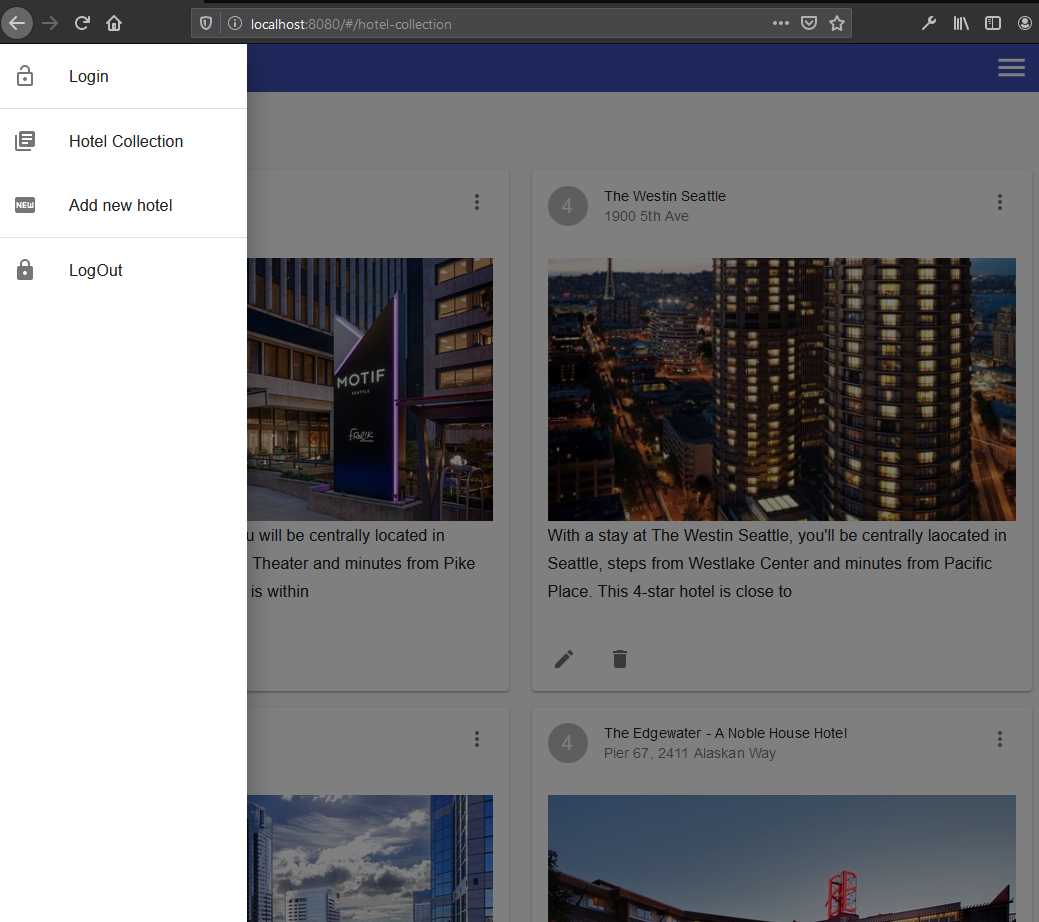 localhost:8080/#/hotel-collection
Login
Hotel Collection
NEW
Add new hotel
LogOut
4
The Westin Seattle
1900 5th Ave
MOTIF
SEATTLE
u will be centrally located in
Theater and minutes from Pike
is within
With a stay at The Westin Seattle, you'll be centrally laocated in
Seattle, steps from Westlake Center and minutes from Pacific
Place. This 4-star hotel is close to
4
The Edgewater - A Noble House Hotel
Pier 67, 2411 Alaskan Way